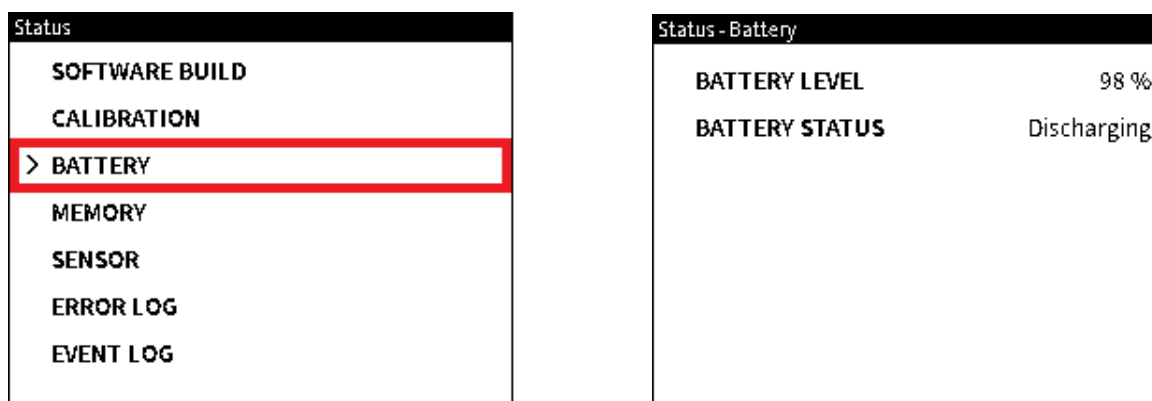 Status
SOFTWARE BUILD
CALIBRATION
> BATTERY
MEMORY
SENSOR
ERROR LOG
EVENT LOG
Status - Battery
BATTERY LEVEL 98 %
BATTERY STATUS Discharging